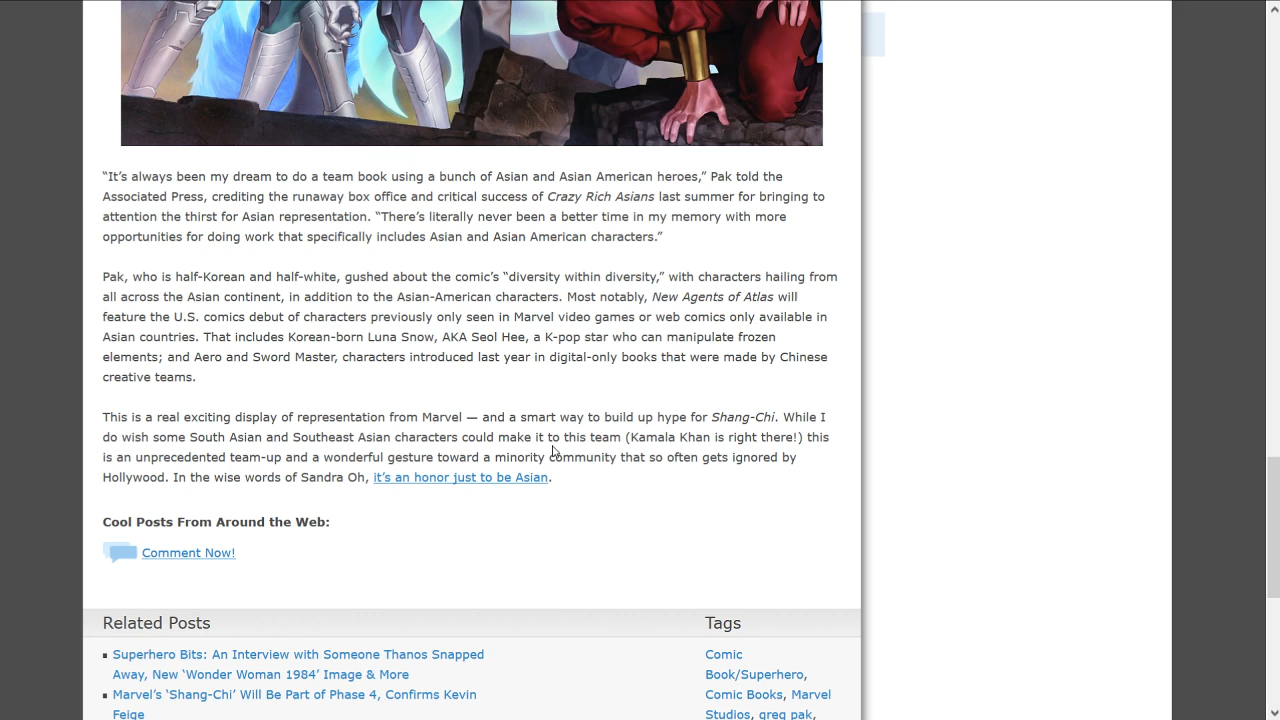 “It’s always been my dream to do a team book using a bunch of Asian and Asian American heroes,” Pak told the
Associated Press, crediting the runaway box office and critical success of Crazy Rich Asians last summer for bringing to
attention the thirst for Asian representation. “There’s literally never been a better time in my memory with more
opportunities for doing work that specifically includes Asian and Asian American characters.”
Pak, who is half-Korean and half-white, gushed about the comic’s “diversity within diversity,” with characters hailing from
all across the Asian continent, in addition to the Asian-American characters. Most notably, New Agents of Atlas will
feature the U.S. comics debut of characters previously only seen in Marvel video games or web comics only available in
Asian countries. That includes Korean-born Luna Snow, AKA Seol Hee, a K-pop star who can manipulate frozen
elements; and Aero and Sword Master, characters introduced last year in digital-only books that were made by Chinese
creative teams.
This is a real exciting display of representation from Marvel — and a smart way to build up hype for Shang-Chi. While I
do wish some South Asian and Southeast Asian characters could make it to this team (Kamala Khan is right there!) this
is an unprecedented team-up and a wonderful gesture toward a minority community that so often gets ignored by
Hollywood. In the wise words of Sandra Oh, it’s an honor just to be Asian.
Cool Posts From Around the Web:
Comment Now!
Related Posts
Superhero Bits: An Interview with Someone Thanos Snapped
Away, New ‘Wonder Woman 1984’ Image & More
Marvel’s ‘Shang-Chi’ Will Be Part of Phase 4, Confirms Kevin
Feige
Tags
Comic
Book/Superhero,
Comic Books, Marvel
Studios, greg pak,